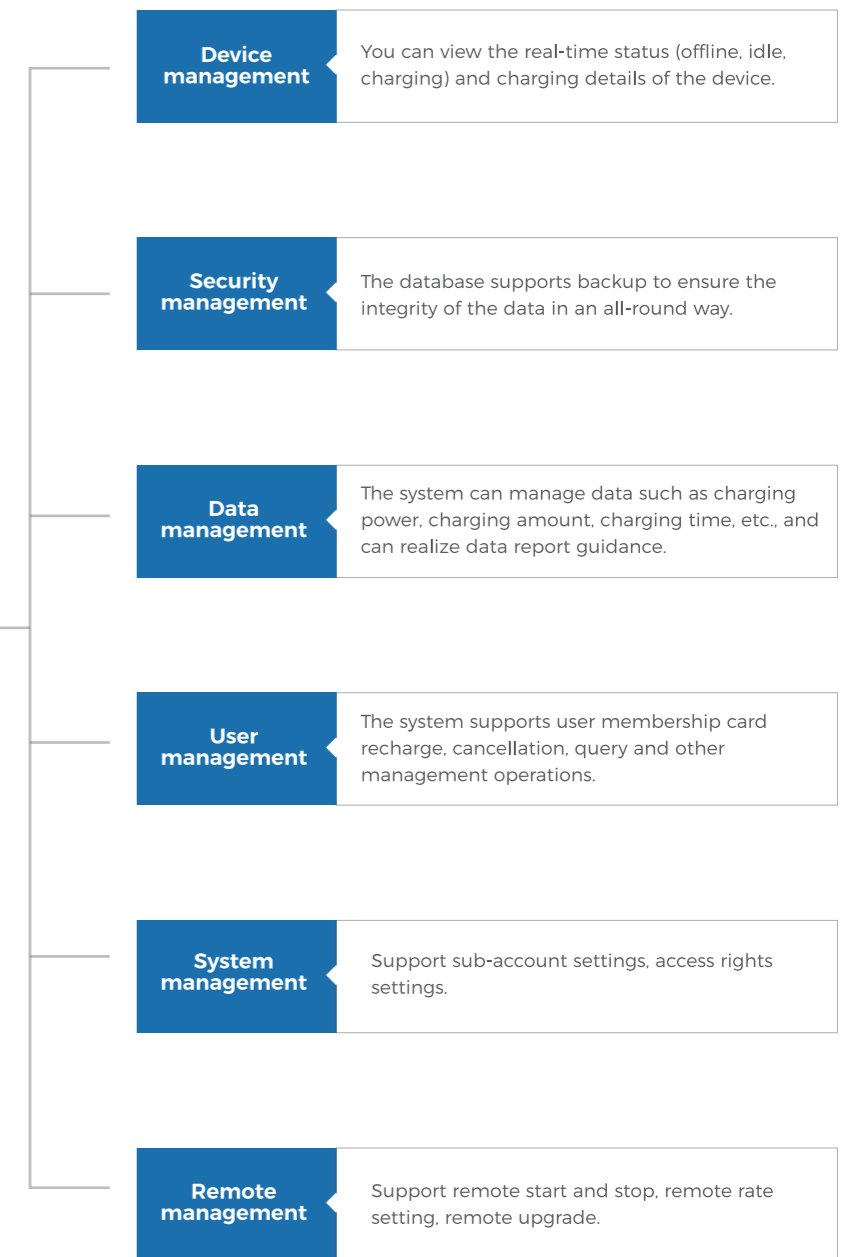 Device
management
You can view the real-time status (offline, idle,
charging) and charging details of the device.
Security
management
The database supports backup to ensure the
integrity of the data in an all-round way.
Data
management
The system can manage data such as charging
power, charging amount, charging time, etc., and
can realize data report guidance.
User
management
The system supports user membership card
recharge, cancellation, query and other
management operations.
System
management
Support sub-account settings, access rights
settings.
Remote
management
Support remote start and stop, remote rate
setting, remote upgrade.